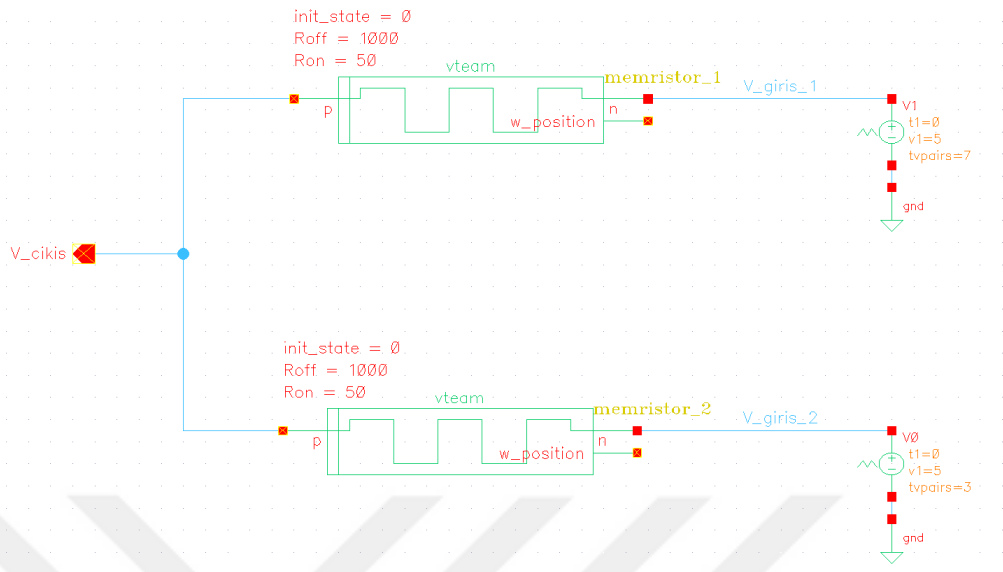 init_state = 0
Roff = 1000
Ron = 50
vteam
memristor_1
p
n
w_position
V_giris_1
V1
t1=0
v1=5
tvpairs=7
gnd
V_cikis
init_state = 0
Roff = 1000
Ron = 50
vteam
memristor_2
p
n
w_position
V_giris_2
V0
t1=0
v1=5
tvpairs=3
gnd